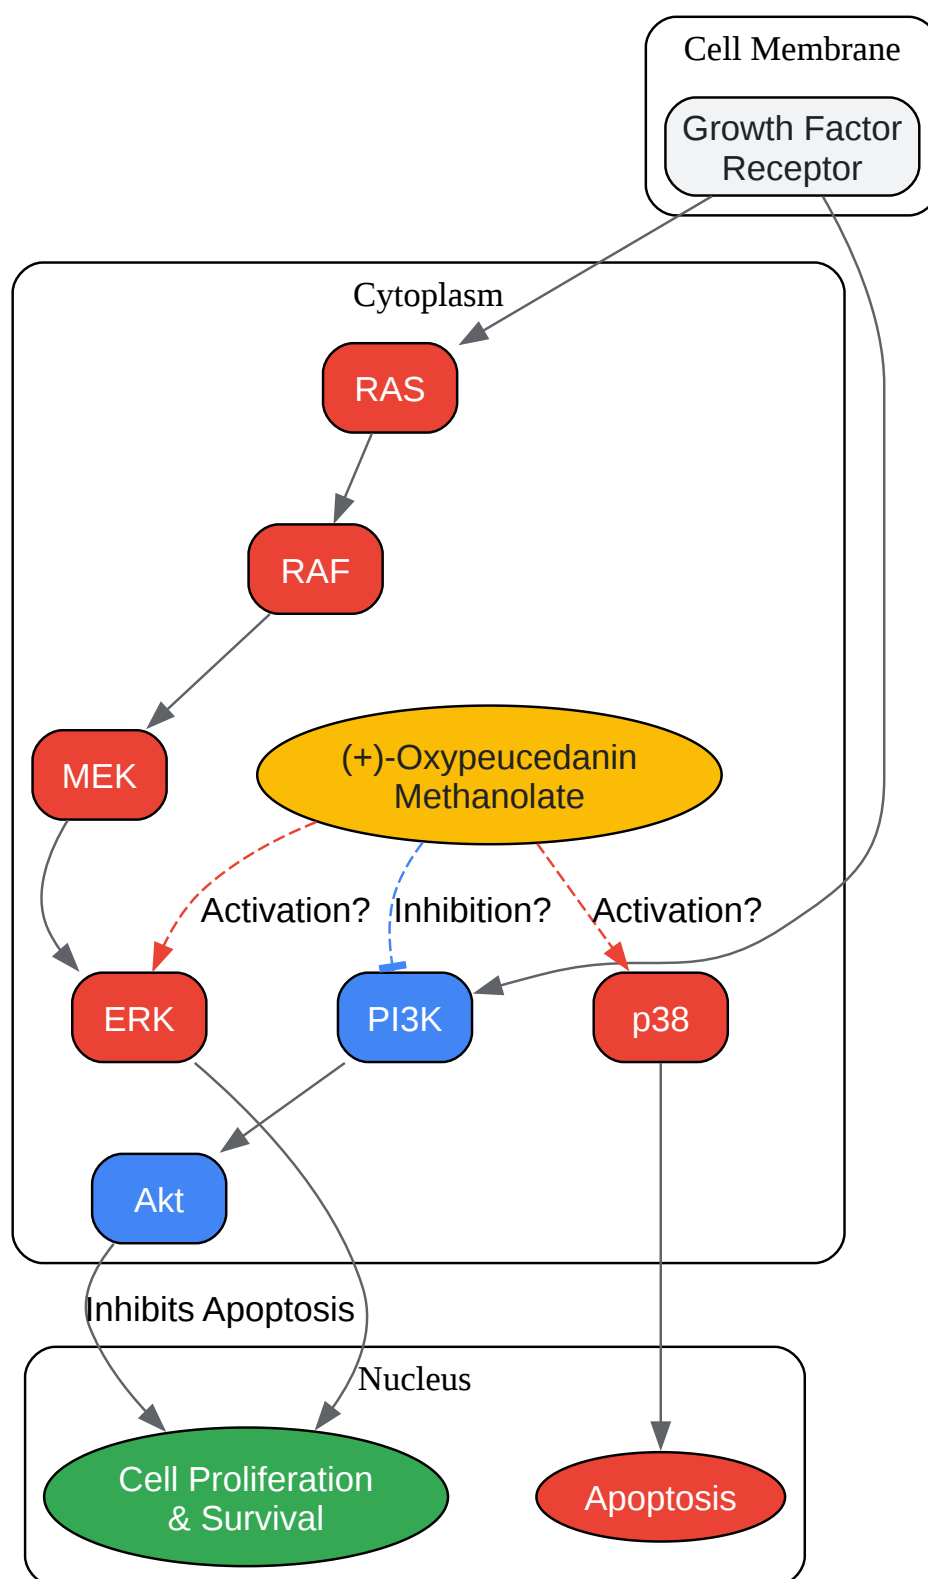 Cell Membrane
Growth Factor
Receptor
Cytoplasm
RAS
RAF
MEK
(+)-Oxypeucedanin
Methanolate
Activation?
Inhibition?
Activation?
ERK
PI3K
p38
Akt
Inhibits Apoptosis
Nucleus
Cell Proliferation
& Survival
Apoptosis